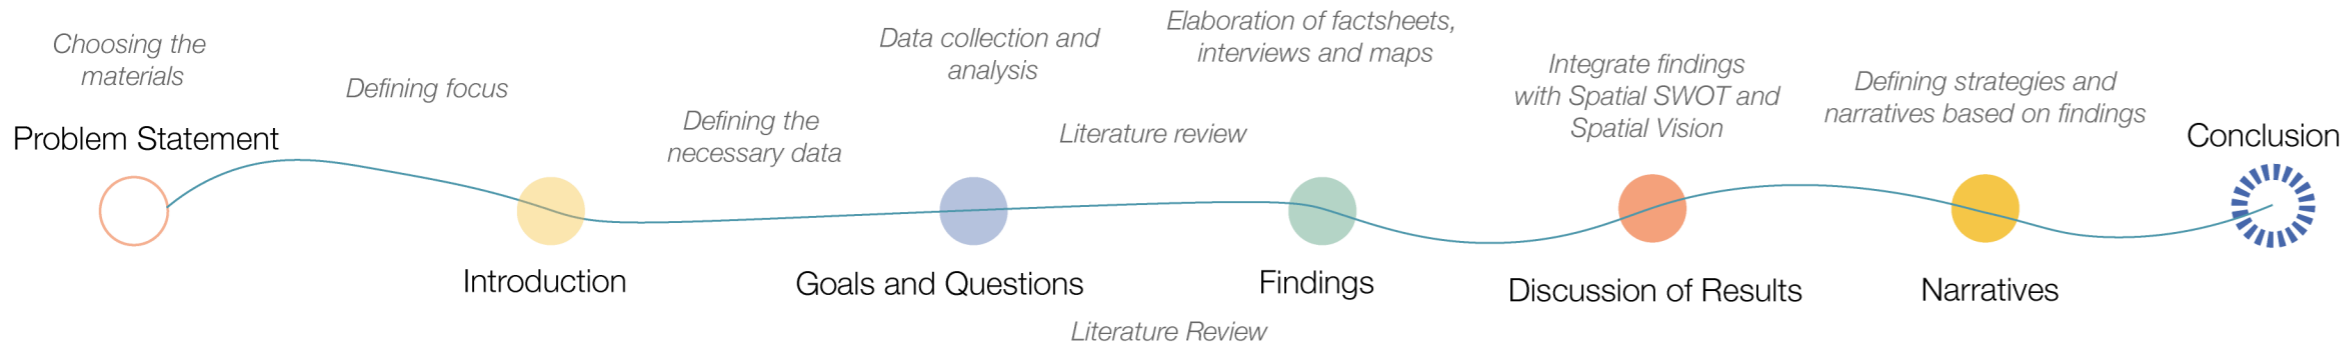 Choosing the
materials
Problem Statement
Defining focus
Introduction
Defining the
necessary data
Data collection and
analysis
Goals and Questions
Literature review
Literature Review
Elaboration of factsheets,
interviews and maps
Findings
Integrate findings
with Spatial SWOT and
Spatial Vision
Discussion of Results
Defining strategies and
narratives based on findings
Narratives
Conclusion